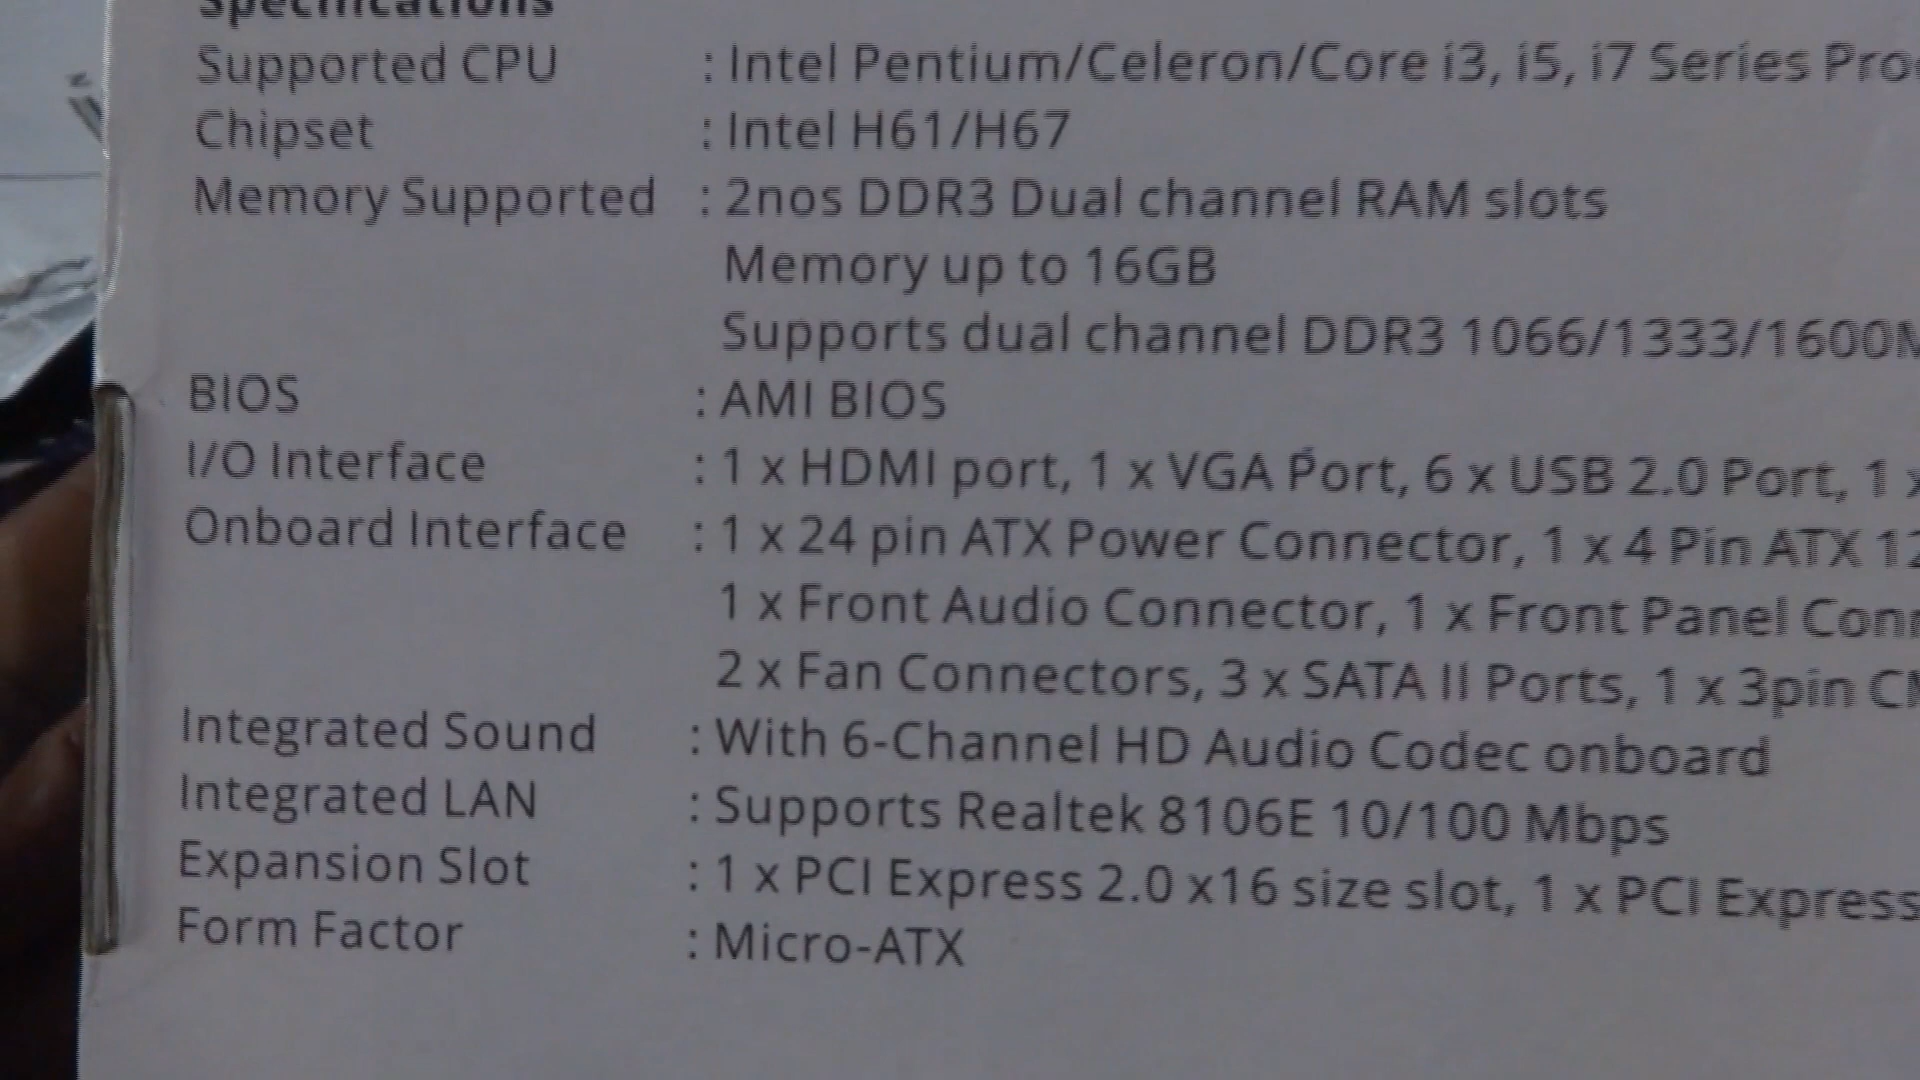 Specifications
Supported CPU : Intel Pentium/Celeron/Core i3, i5, i7 Series
Chipset : Intel H61/H67
Memory Supported : 2nos DDR3 Dual channel RAM slots
Memory up to 16GB
Supports dual channel DDR3 1066/1333/1600M
BIOS : AMI BIOS
I/O Interface : 1 x HDMI port, 1 x VGA Port, 6 x USB 2.0 Port, 1 x
Onboard Interface : 1 x 24 pin ATX Power Connector, 1 x 4 Pin ATX 12
1 x Front Audio Connector, 1 x Front Panel
2 x Fan Connectors, 3 x SATA II Ports, 1 x 3pin
Integrated Sound : With 6-Channel HD Audio Codec onboard
Integrated LAN : Supports Realtek 8106E 10/100 Mbps
Expansion Slot : 1 x PCI Express 2.0 x16 size slot, 1 x PCI Express
Form Factor : Micro-ATX